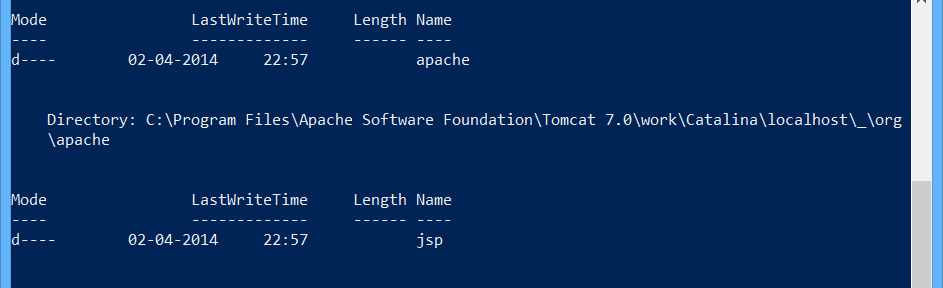 Mode                LastWriteTime     Length Name
----                -------------     ------ ----
d----        02-04-2014     22:57            apache
    Directory: C:\Program Files\Apache Software Foundation\Tomcat 7.0\work\Catalina\localhost\_\org
    \apache
Mode                LastWriteTime     Length Name
----                -------------     ------ ----
d----        02-04-2014     22:57            jsp